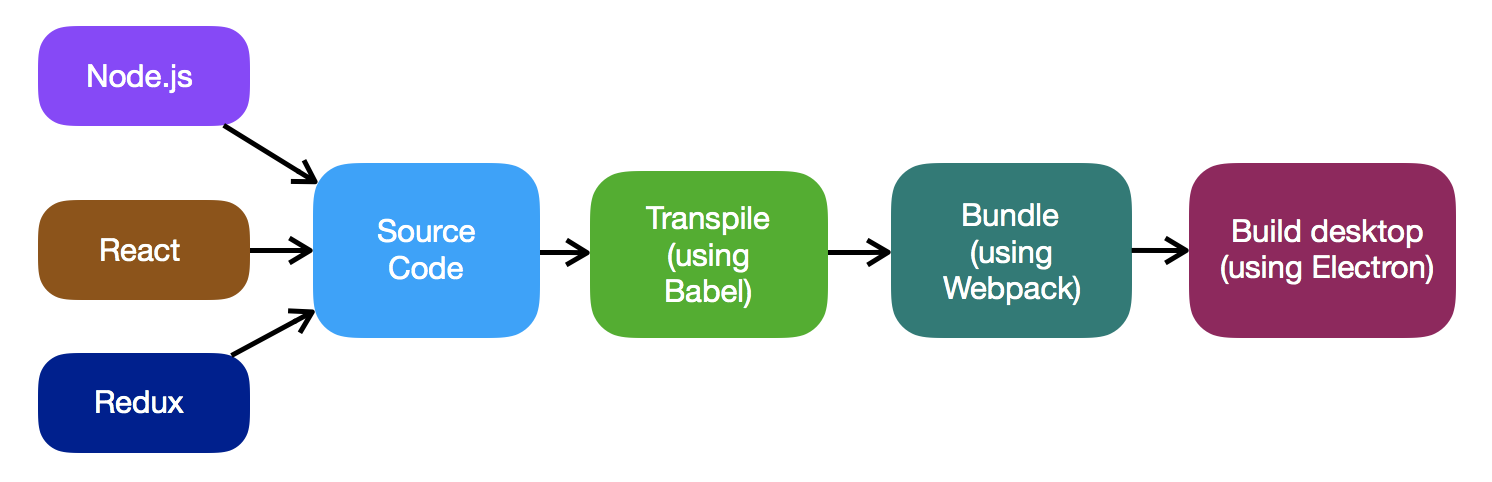 Node.js
React
Redux
Source
Code
Transpile
(using
Babel)
Bundle
(using
Webpack)
Build desktop
(using Electron)